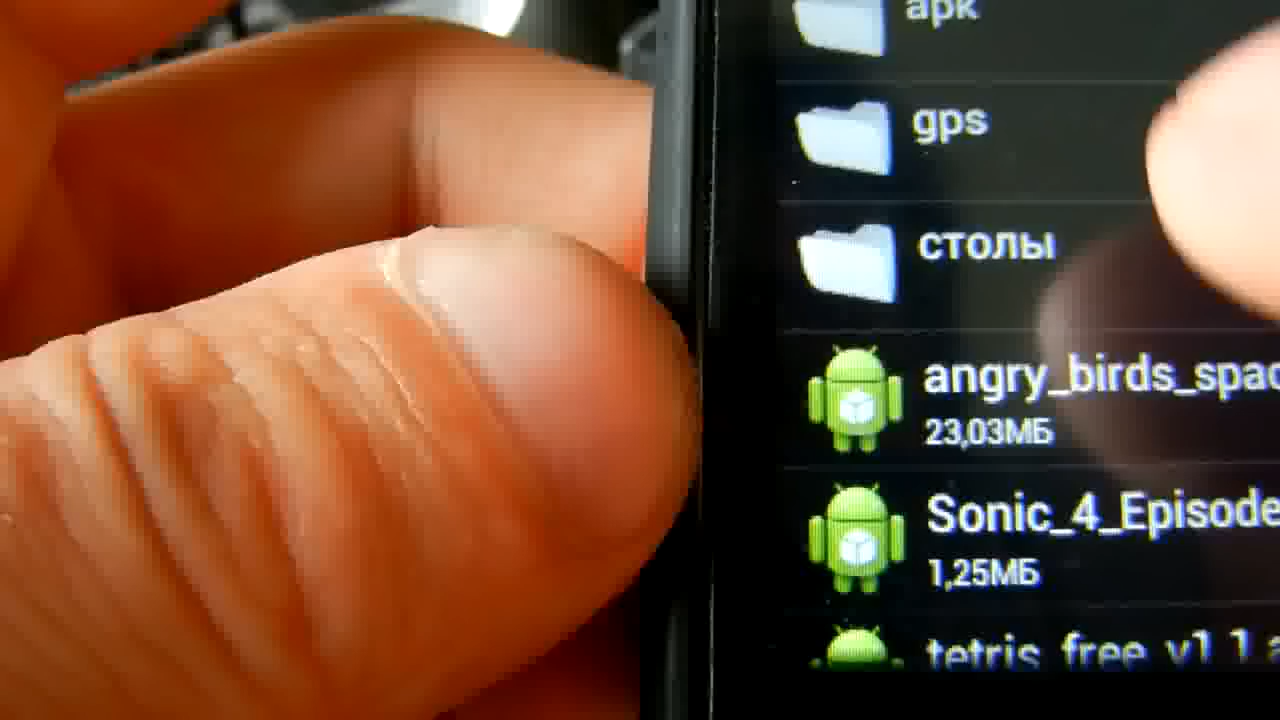 apk
gps
столы
angry_birds_spac
23,03МБ
Sonic_4_Episode
1,25МБ
tetris_free_v1.1.a